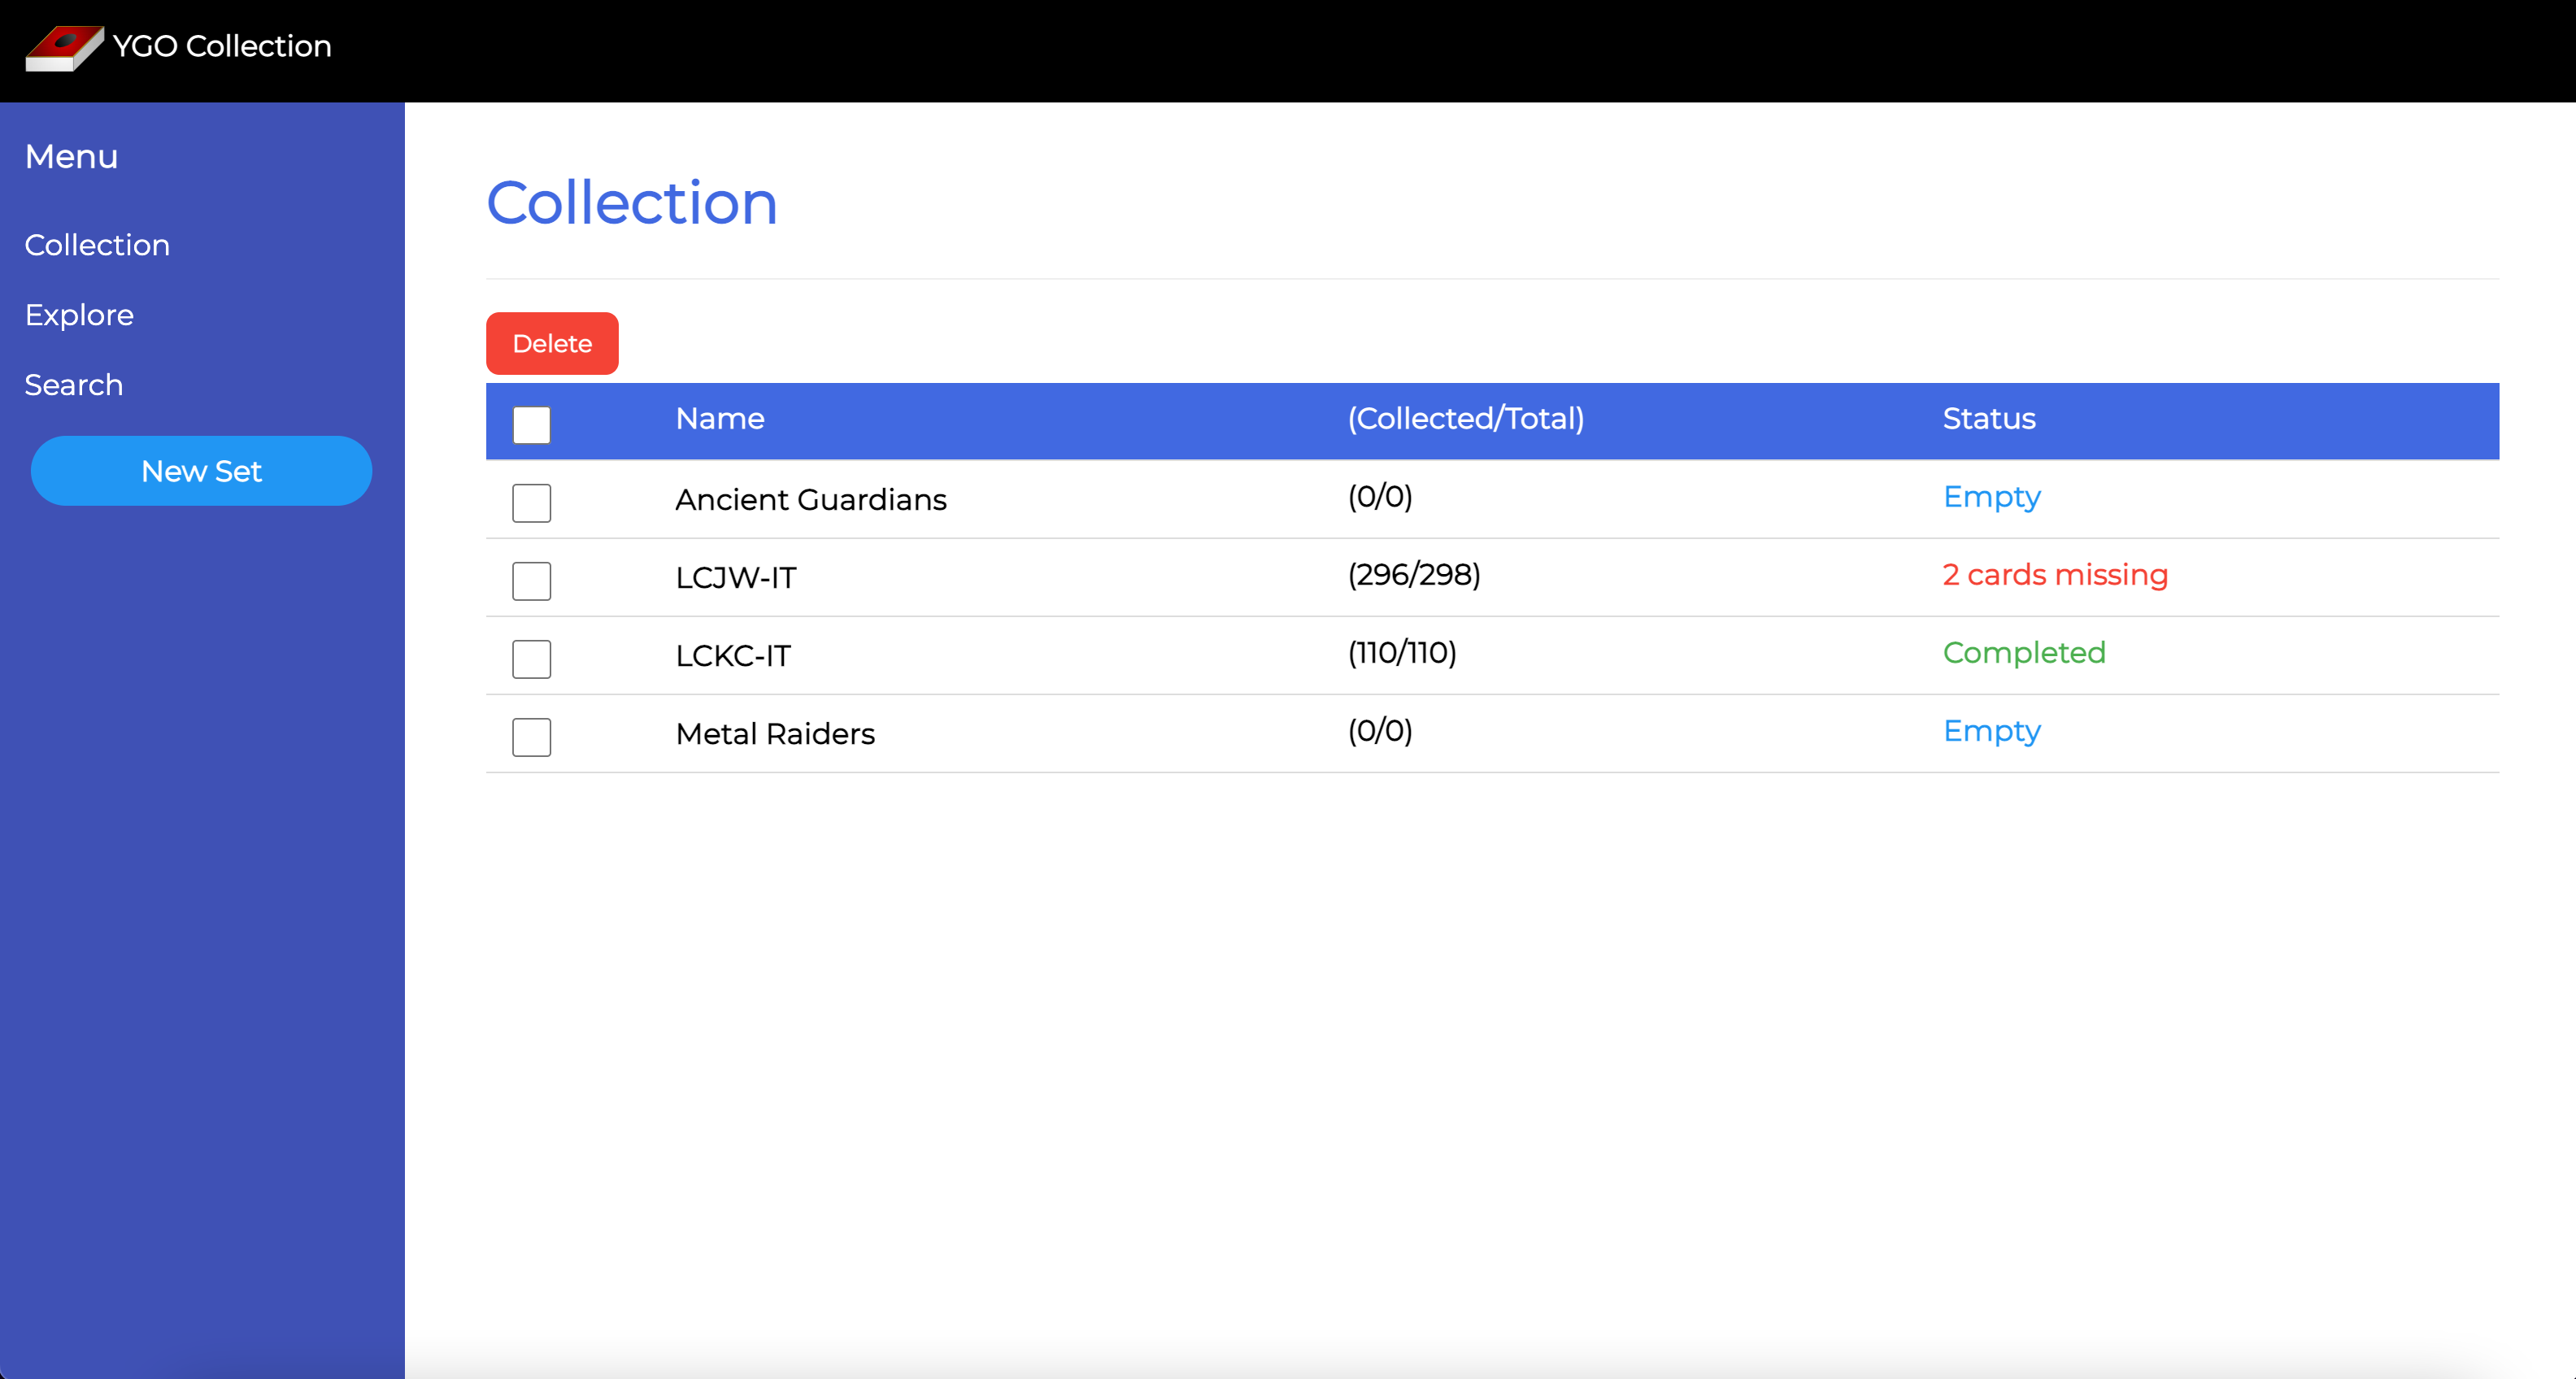 YGO Collection
Menu
Collection
Explore
Search
New Set
Collection
Delete
Name (Collected/Total) Status
Ancient Guardians (0/0) Empty
LCJW-IT (296/298) 2 cards missing
LCKC-IT (110/110) Completed
Metal Raiders (0/0) Empty